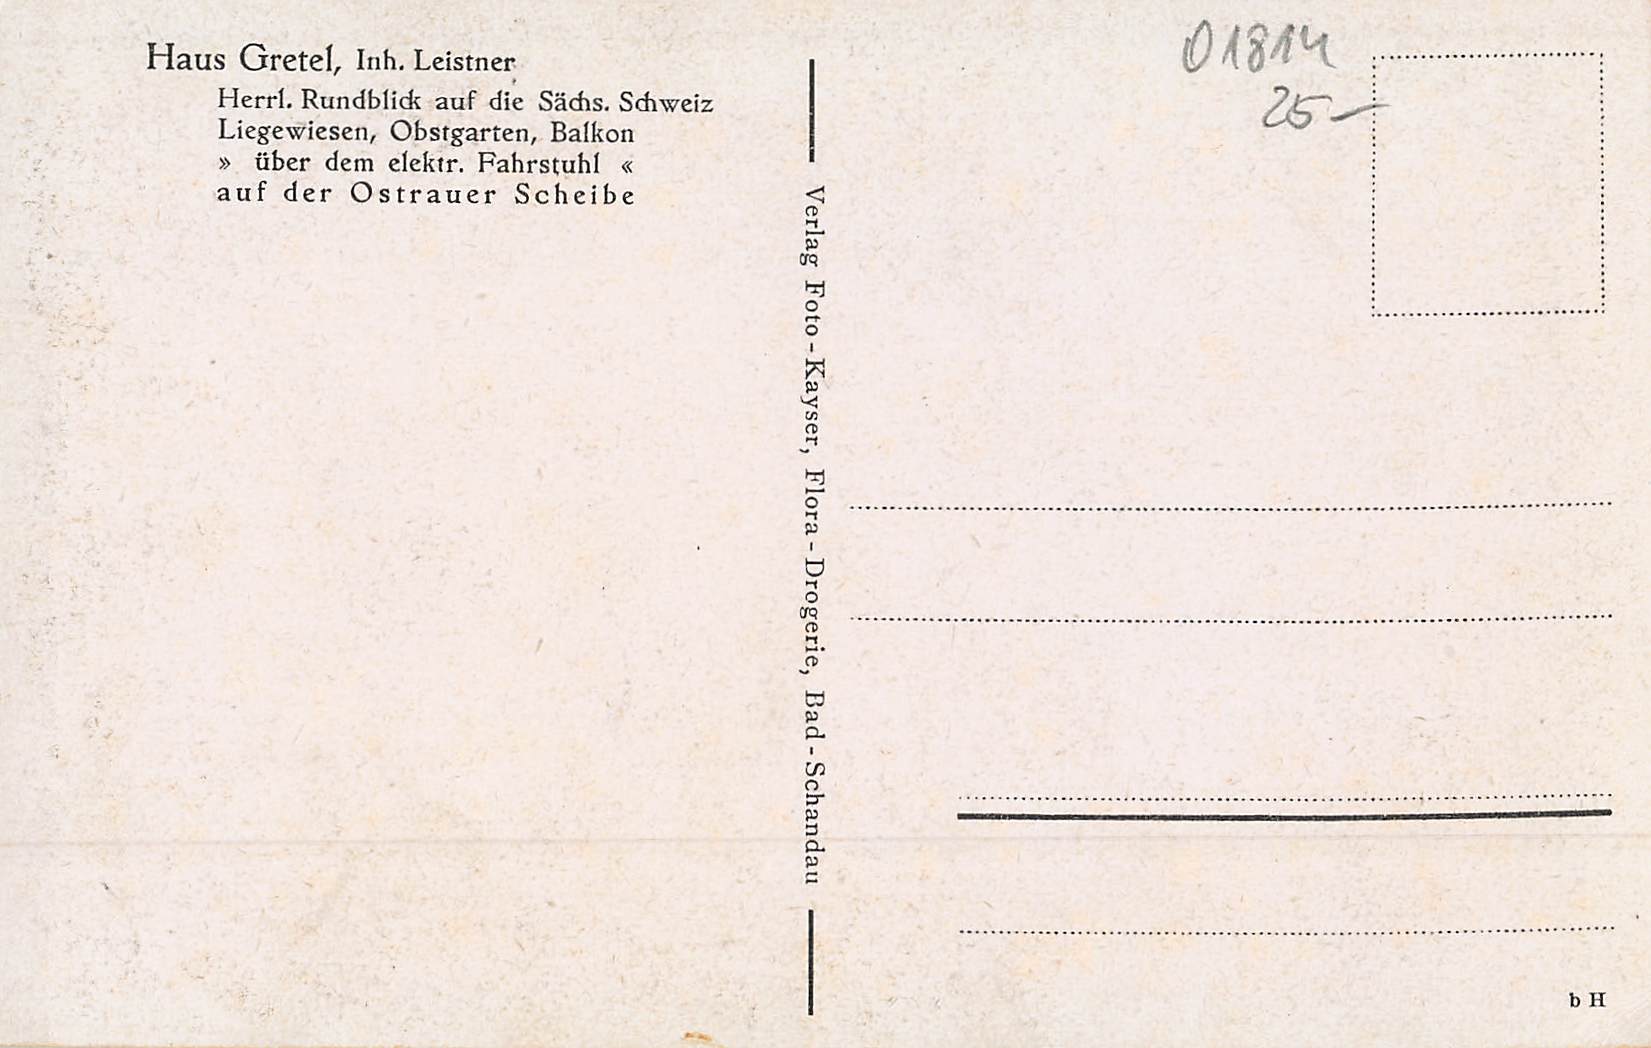 Haus Gretel, Inh. Leistner
Herrl. Rundblick auf die Sächs. Schweiz
Liegewiesen, Obstgarten, Balkon
» über dem elektr. Fahrstuhl «
auf der Ostrauer Scheibe
Verlag Foto-Kayser, Flora-Drogerie, Bad-Schandau
01814
25-
b H